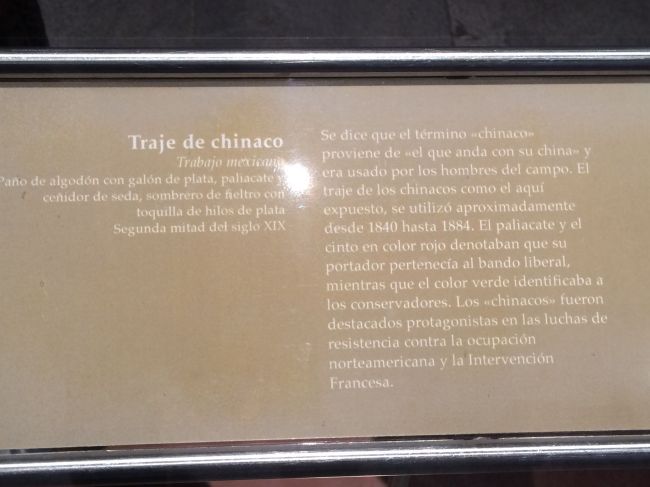 Traje de chinaco
Trabajo mexicano
Paño de algodón con galón de plata, paliacate y
ceñidor de seda, sombrero de fieltro con
toquilla de hilos de plata
Segunda mitad del siglo XIX
Se dice que el término «chinaco»
proviene de «el que anda con su china» y
era usado por los hombres del campo. El
traje de los chinacos como el aquí
expuesto, se utilizó aproximadamente
desde 1840 hasta 1884. El paliacate y el
cinto en color rojo denotaban que su
portador pertenecía al bando liberal,
mientras que el color verde identificaba a
los conservadores. Los «chinacos» fueron
destacados protagonistas en las luchas de
resistencia contra la ocupación
norteamericana y la Intervención
Francesa.